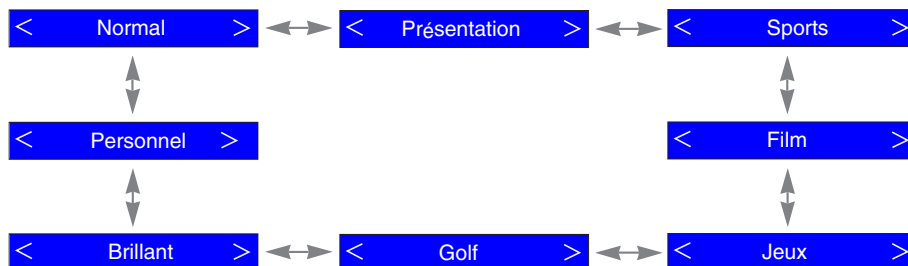 < Normal >
< Présentation >
< Sports >
< Personnel >
< Film >
< Brillant >
< Golf >
< Jeux >